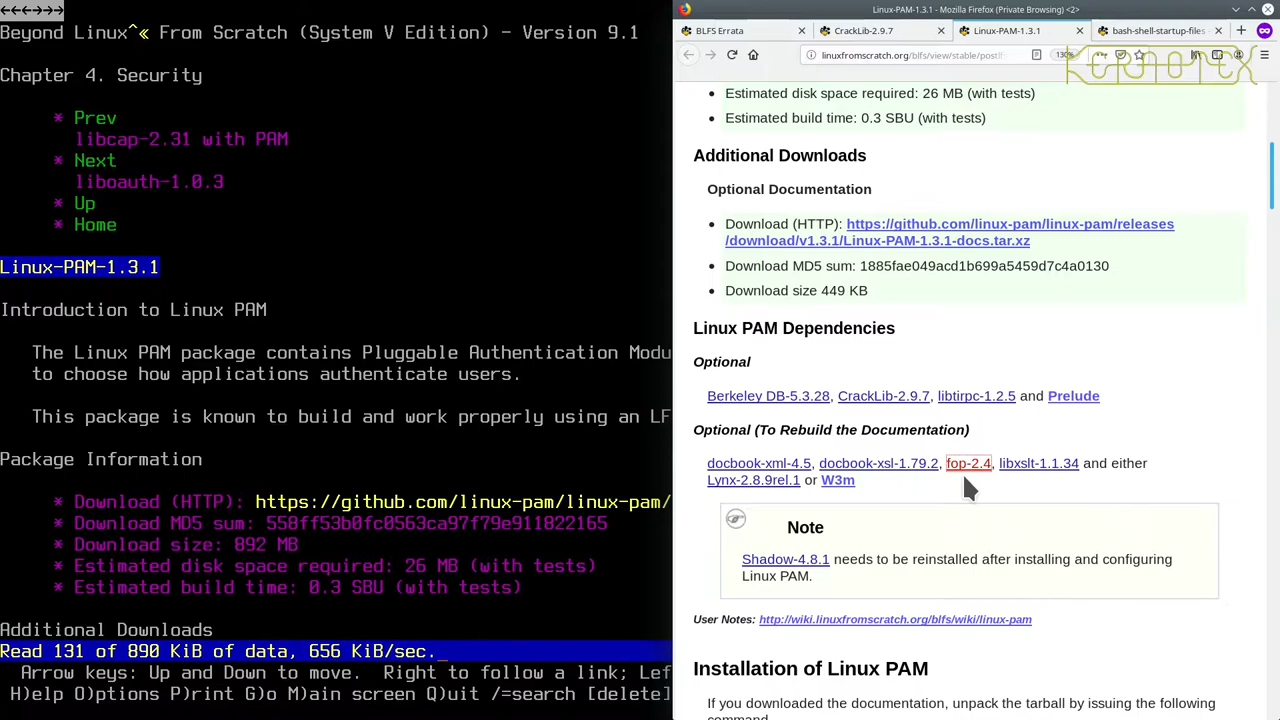 ←←←→→→
Beyond Linux^« From Scratch (System V Edition) - Version 9.1
Chapter 4. Security
* Prev
libcap-2.31 with PAM
* Next
liboauth-1.0.3
* Up
* Home
Linux-PAM-1.3.1
Introduction to Linux PAM
The Linux PAM package contains Pluggable Authentication Modu
to choose how applications authenticate users.
This package is known to build and work properly using an LF
Package Information
* Download (HTTP): https://github.com/linux-pam/linux-pam/
* Download MD5 sum: 558ff53b0fc0563ca97f79e911822165
* Download size: 892 MB
* Estimated disk space required: 26 MB (with tests)
* Estimated build time: 0.3 SBU (with tests)
Additional Downloads
Read 131 of 890 KiB of data, 656 KiB/sec._
Arrow keys: Up and Down to move. Right to follow a link; Lef
H)elp O)ptions P)rint G)o M)ain screen Q)uit /=search [delete]
Linux-PAM-1.3.1 - Mozilla Firefox (Private Browsing) <2>
BLFS Errata
CrackLib-2.9.7
Linux-PAM-1.3.1
bash-shell-startup-files
linuxfromscratch.org/blfs/view/stable/postlf
130%
KERNOTEX
• Estimated disk space required: 26 MB (with tests)
• Estimated build time: 0.3 SBU (with tests)
Additional Downloads
Optional Documentation
• Download (HTTP): https://github.com/linux-pam/linux-pam/releases
/download/v1.3.1/Linux-PAM-1.3.1-docs.tar.xz
• Download MD5 sum: 1885fae049acd1b699a5459d7c4a0130
• Download size 449 KB
Linux PAM Dependencies
Optional
Berkeley DB-5.3.28, CrackLib-2.9.7, libtirpc-1.2.5 and Prelude
Optional (To Rebuild the Documentation)
docbook-xml-4.5, docbook-xsl-1.79.2, fop-2.4, libxslt-1.1.34 and either
Lynx-2.8.9rel.1 or W3m
Note
Shadow-4.8.1 needs to be reinstalled after installing and configuring
Linux PAM.
User Notes: http://wiki.linuxfromscratch.org/blfs/wiki/linux-pam
Installation of Linux PAM
If you downloaded the documentation, unpack the tarball by issuing the following
command.